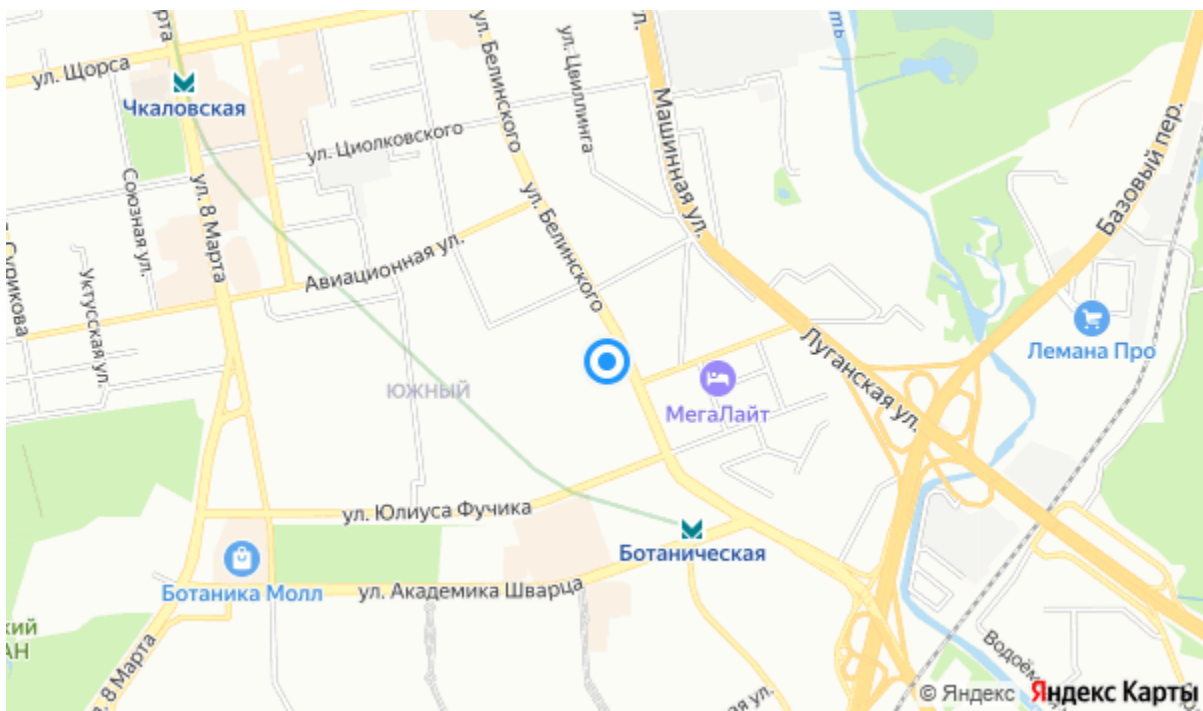 ул. Щорса
Чкаловская
ул. Белинского
ул. Цвиллинга
Машинная ул.
Базовый пер.
ул. Циолковского
Союзная ул.
ул. 8 Марта
ул. Белинского
Авиационная ул.
Уктусская ул.
Сурикова
Лемана Про
Луганская ул.
ЮЖНЫЙ
МегаЛайт
ул. Юлиуса Фучика
Ботаническая
Ботаника Молл
ул. Академика Шварца
8 Марта
© Яндекс Яндекс Карты